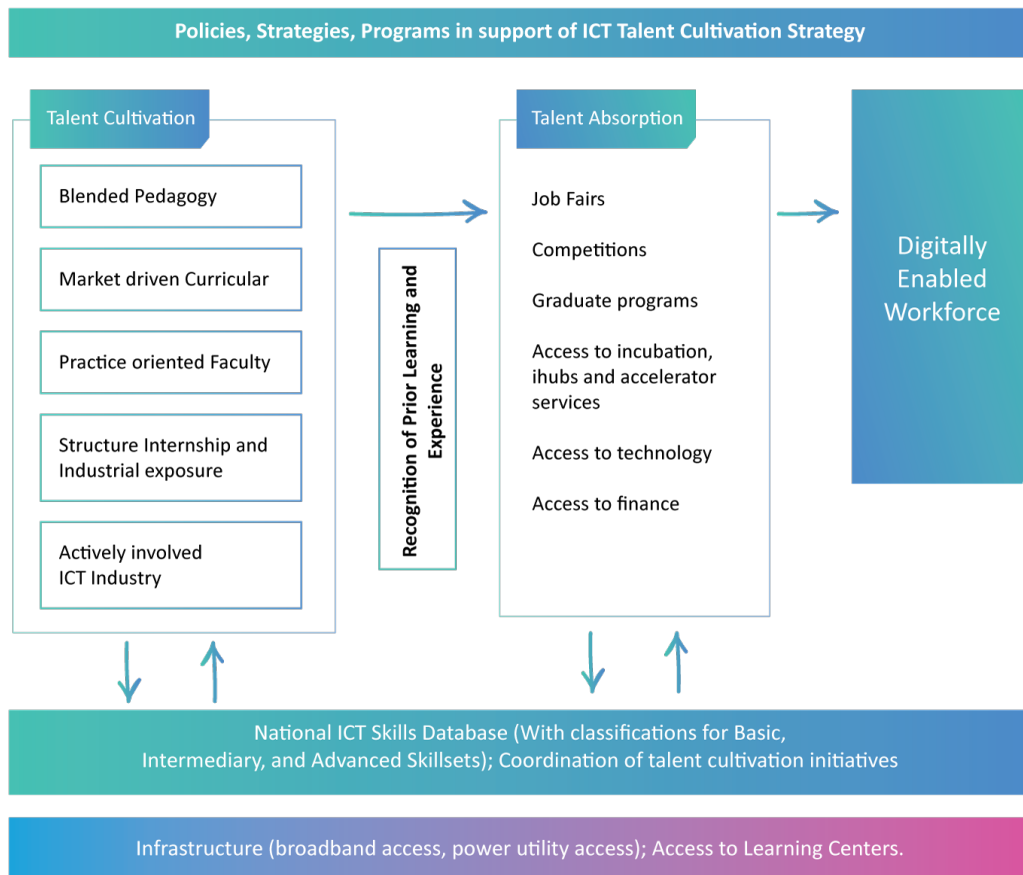 Policies, Strategies, Programs in support of ICT Talent Cultivation Strategy
Talent Cultivation
Blended Pedagogy
Market driven Curricular
Practice oriented Faculty
Structure Internship and
Industrial exposure
Actively involved
ICT Industry
Recognition of Prior Learning and
Experience
Talent Absorption
Job Fairs
Competitions
Graduate programs
Access to incubation,
ihubs and accelerator
services
Access to technology
Access to finance
Digitally
Enabled
Workforce
National ICT Skills Database (With classifications for Basic,
Intermediary, and Advanced Skillsets); Coordination of talent cultivation initiatives
Infrastructure (broadband access, power utility access); Access to Learning Centers.